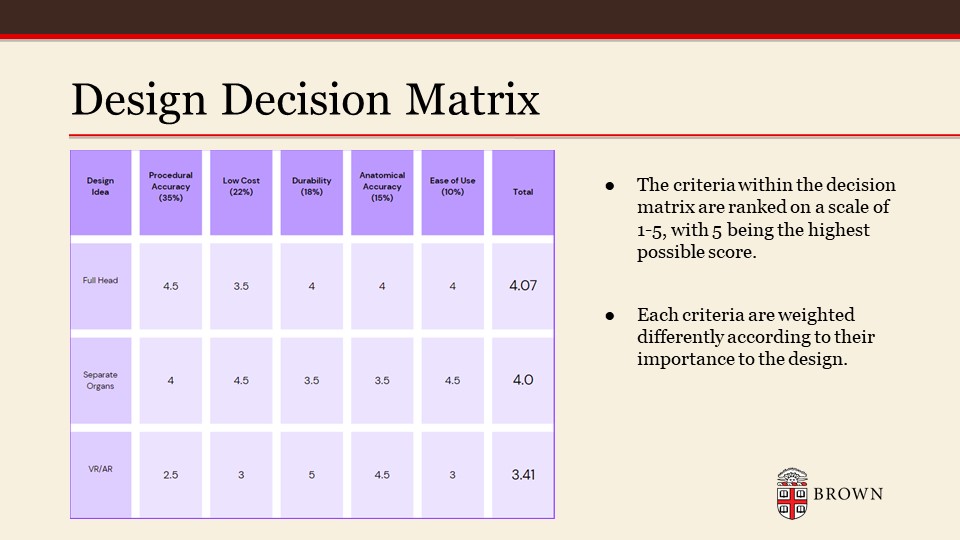 Design Decision Matrix
Design
Idea
Procedural
Accuracy
(35%)
Low Cost
(22%)
Durability
(18%)
Anatomical
Accuracy
(15%)
Ease of Use
(10%)
Total
Full Head
4.5
3.5
4
4
4
4.07
Separate
Organs
4
4.5
3.5
3.5
4.5
4.0
VR/AR
2.5
3
5
4.5
3
3.41
● The criteria within the decision
matrix are ranked on a scale of
1-5, with 5 being the highest
possible score.
● Each criteria are weighted
differently according to their
importance to the design.
BROWN